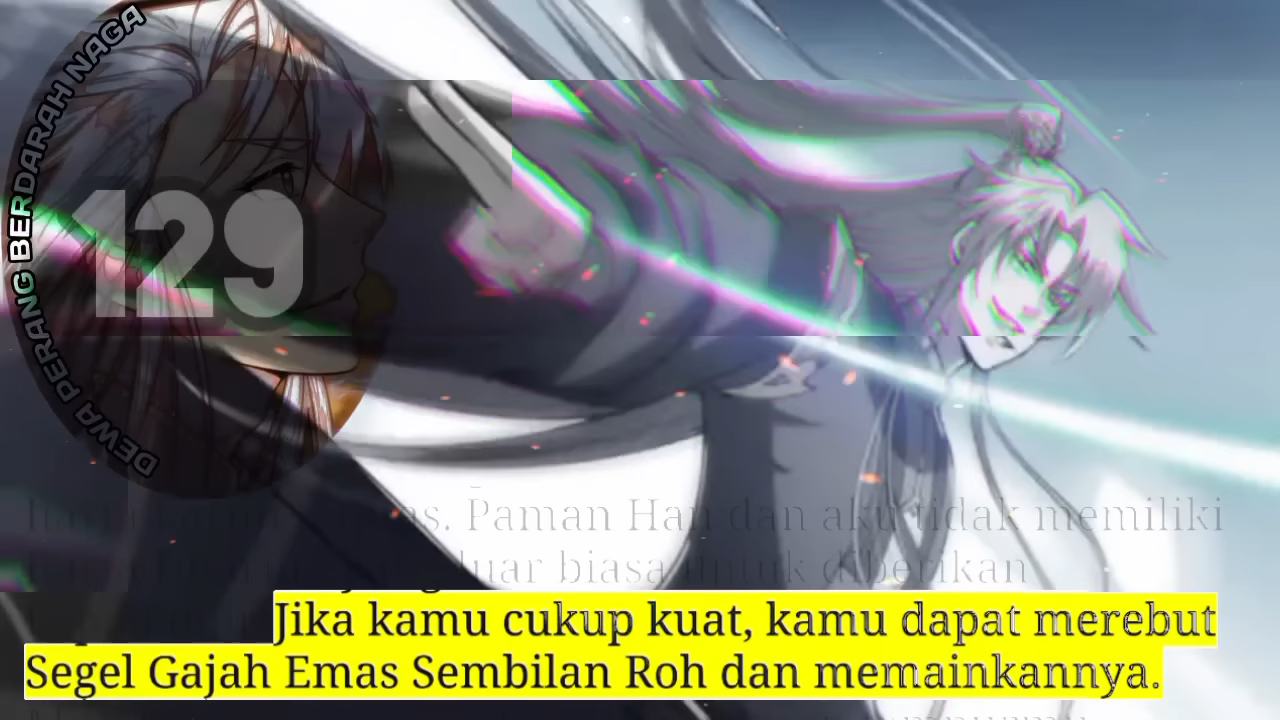 DEWA PERANG BERDARAH NAGA
129
as. Paman Han dan aku tidak memiliki
luar biasa untuk diberikan
Jika kamu cukup kuat, kamu dapat merebut
Segel Gajah Emas Sembilan Roh dan memainkannya.